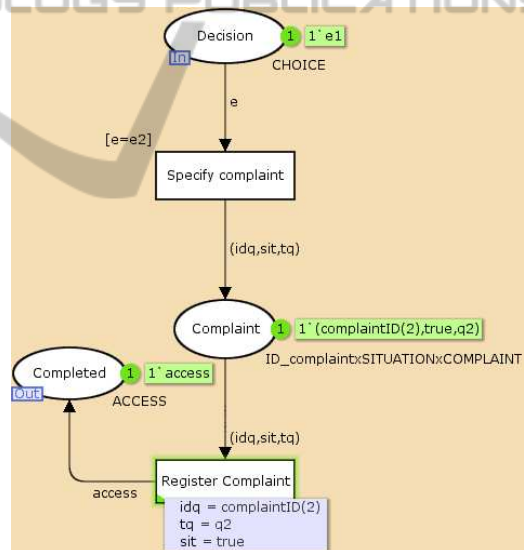 Decision
1
1`e1
In
CHOICE
e
[e=e2]
Specify complaint
(idq,sit,tq)
Complaint
1
1`(complaintID(2),true,q2)
ID_complaintxSITUATIONxCOMPLAINT
Completed
1
1`access
Out
ACCESS
(idq,sit,tq)
Register Complaint
access
idq = complaintID(2)
tq = q2
sit = true